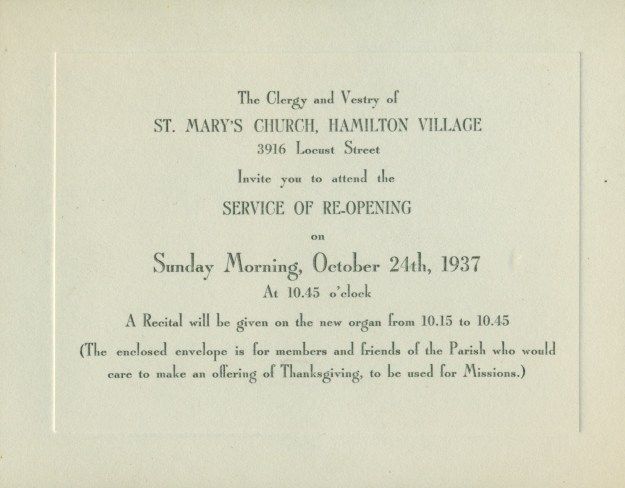 The Clergy and Vestry of
ST. MARY'S CHURCH, HAMILTON VILLAGE
3916 Locust Street
Invite you to attend the
SERVICE OF RE-OPENING
on
Sunday Morning, October 24th, 1937
At 10.45 o'clock
A Recital will be given on the new organ from 10.15 to 10.45
(The enclosed envelope is for members and friends of the Parish who would
care to make an offering of Thanksgiving, to be used for Missions.)